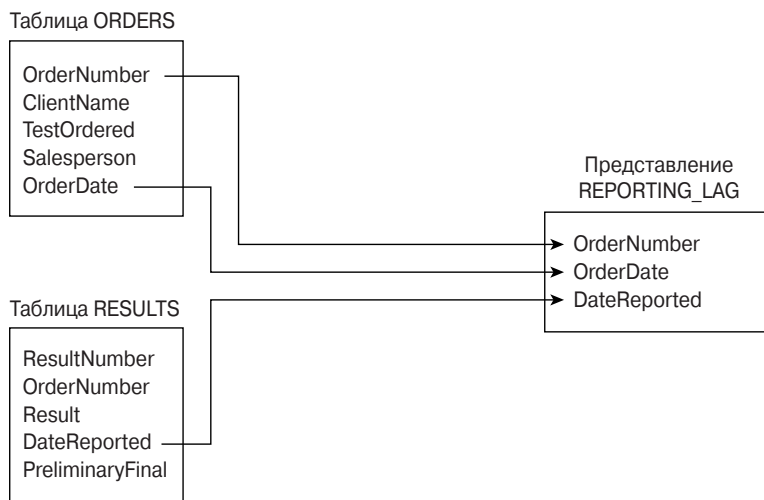 Таблица ORDERS
OrderNumber
ClientName
TestOrdered
Salesperson
OrderDate
Таблица RESULTS
ResultNumber
OrderNumber
Result
DateReported
PreliminaryFinal
Представление
REPORTING_LAG
OrderNumber
OrderDate
DateReported